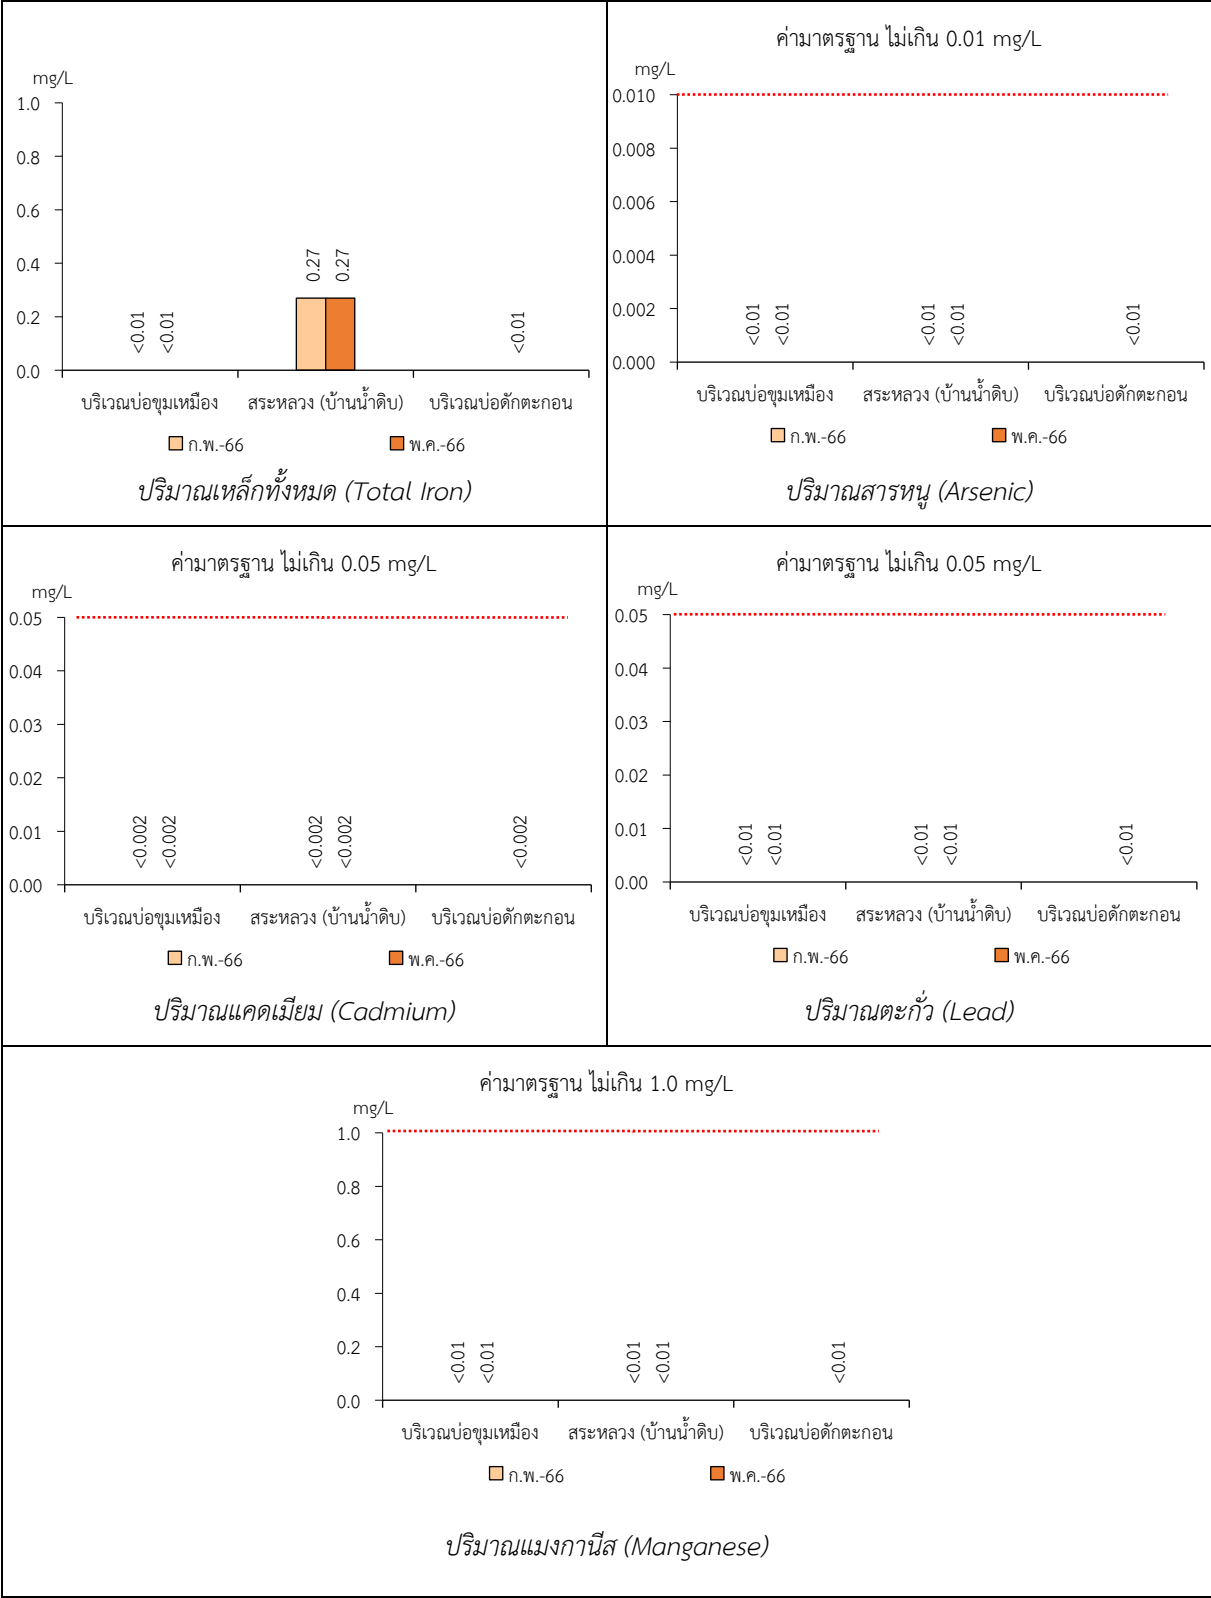 mg/L
1.0
0.8
0.6
0.4
0.2
0.0
<0.01 <0.01 0.27 0.27 <0.01
บริเวณบ่อขุมเหมือง สระหลวง (บ้านน้ำดิบ) บริเวณบ่อดักตะกอน
ก.พ.-66 พ.ค.-66
ปริมาณเหล็กทั้งหมด (Total Iron)
ค่ามาตรฐาน ไม่เกิน 0.01 mg/L
mg/L
0.010
0.008
0.006
0.004
0.002
0.000
<0.01 <0.01 <0.01 <0.01 <0.01
บริเวณบ่อขุมเหมือง สระหลวง (บ้านน้ำดิบ) บริเวณบ่อดักตะกอน
ก.พ.-66 พ.ค.-66
ปริมาณสารหนู (Arsenic)
ค่ามาตรฐาน ไม่เกิน 0.05 mg/L
mg/L
0.05
0.04
0.03
0.02
0.01
0.00
<0.002 <0.002 <0.002 <0.002 <0.002
บริเวณบ่อขุมเหมือง สระหลวง (บ้านน้ำดิบ) บริเวณบ่อดักตะกอน
ก.พ.-66 พ.ค.-66
ปริมาณแคดเมียม (Cadmium)
ค่ามาตรฐาน ไม่เกิน 0.05 mg/L
mg/L
0.05
0.04
0.03
0.02
0.01
0.00
<0.01 <0.01 <0.01 <0.01 <0.01
บริเวณบ่อขุมเหมือง สระหลวง (บ้านน้ำดิบ) บริเวณบ่อดักตะกอน
ก.พ.-66 พ.ค.-66
ปริมาณตะกั่ว (Lead)
ค่ามาตรฐาน ไม่เกิน 1.0 mg/L
mg/L
1.0
0.8
0.6
0.4
0.2
0.0
<0.01 <0.01 <0.01 <0.01 <0.01
บริเวณบ่อขุมเหมือง สระหลวง (บ้านน้ำดิบ) บริเวณบ่อดักตะกอน
ก.พ.-66 พ.ค.-66
ปริมาณแมงกานีส (Manganese)